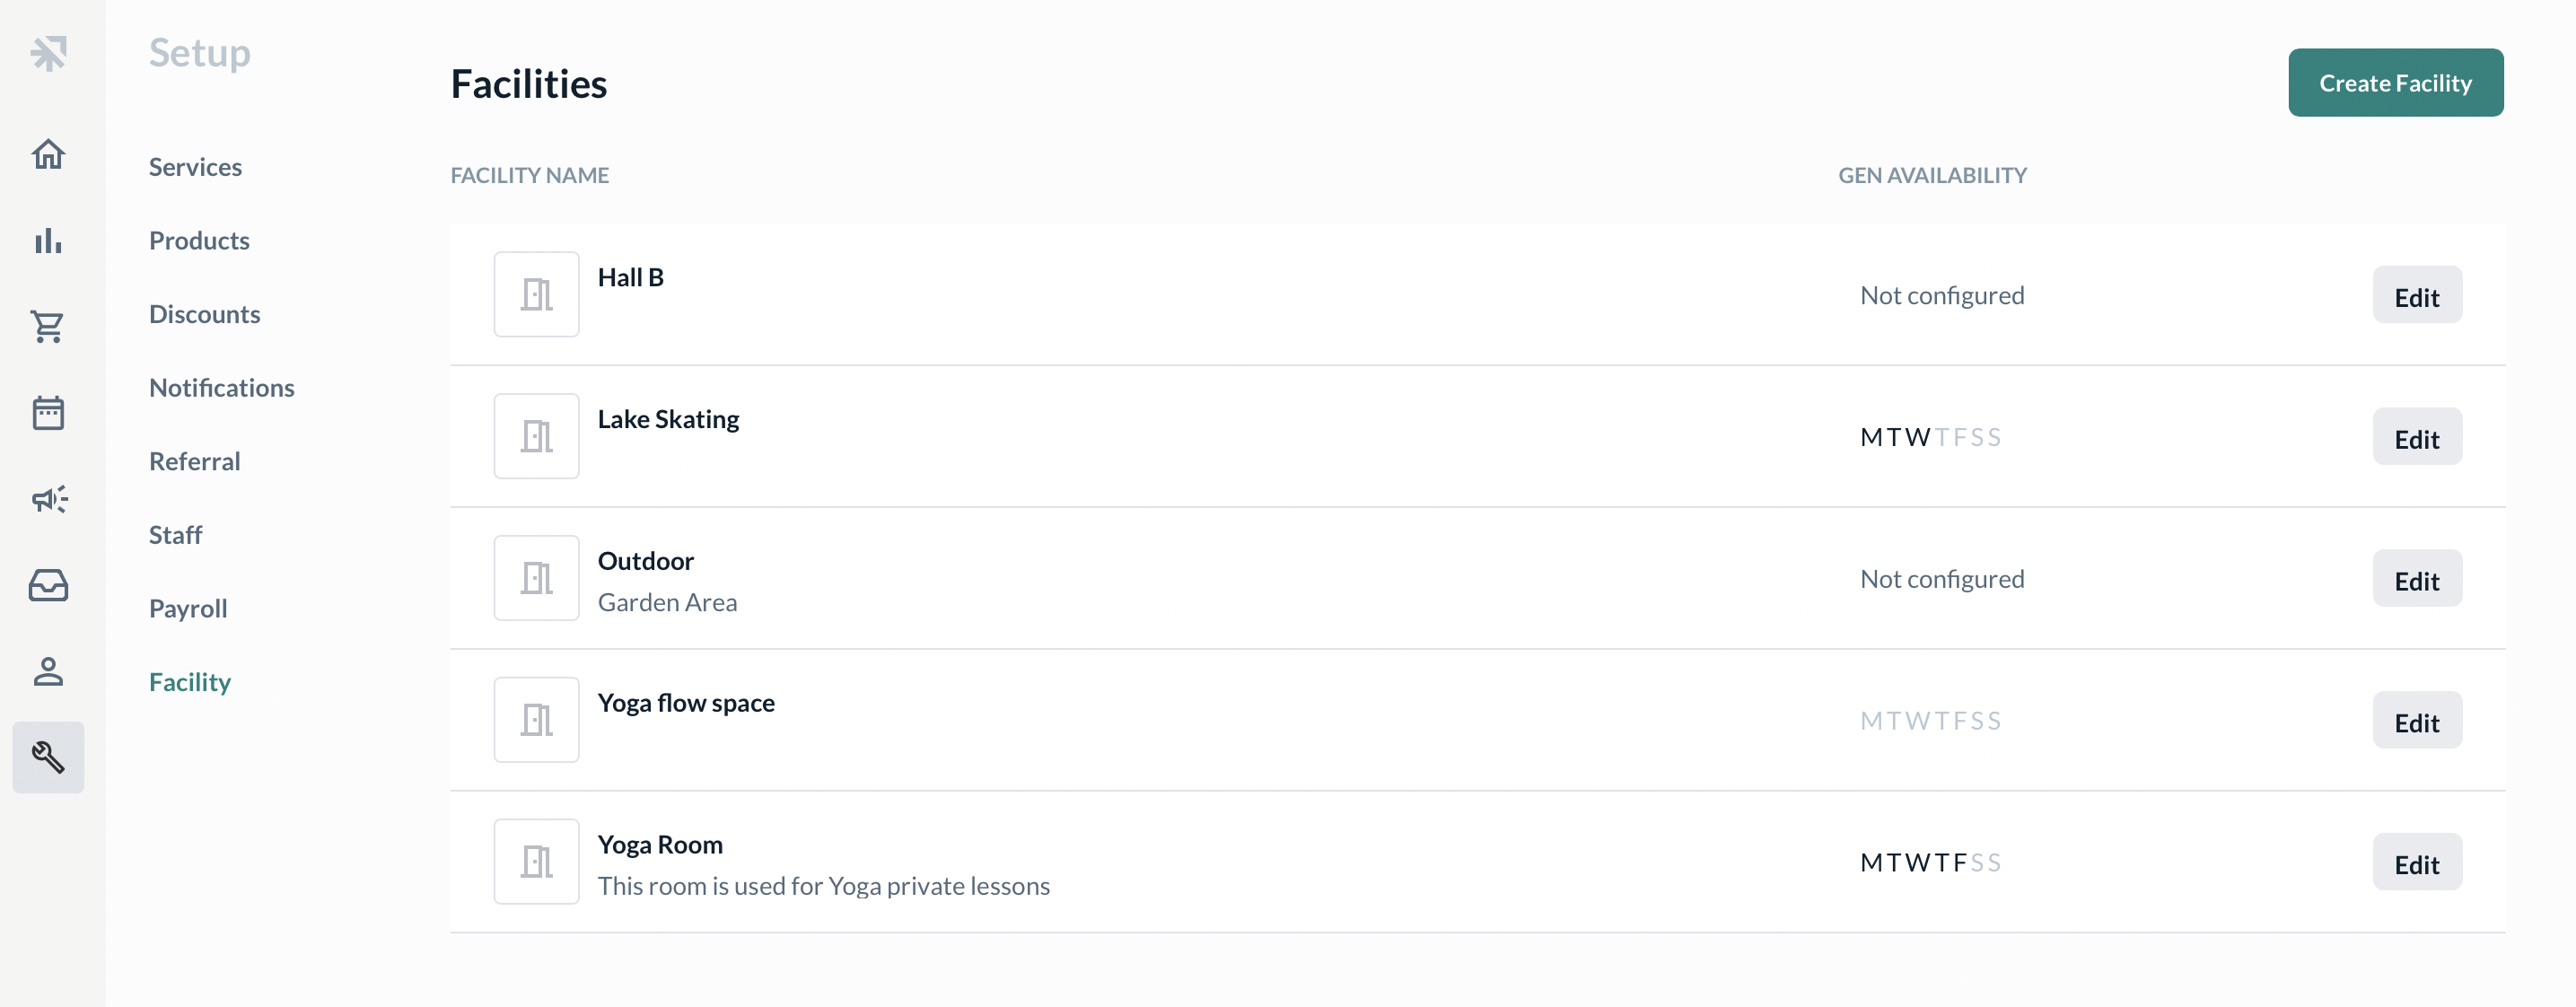 Setup
Services
Products
Discounts
Notifications
Referral
Staff
Payroll
Facility
Facilities
Create Facility
FACILITY NAME GEN AVAILABILITY
Hall B
Not configured
Edit
Lake Skating
MTWTFSS
Edit
Outdoor
Garden Area
Not configured
Edit
Yoga flow space
MTWTFSS
Edit
Yoga Room
This room is used for Yoga private lessons
MTWTFSS
Edit